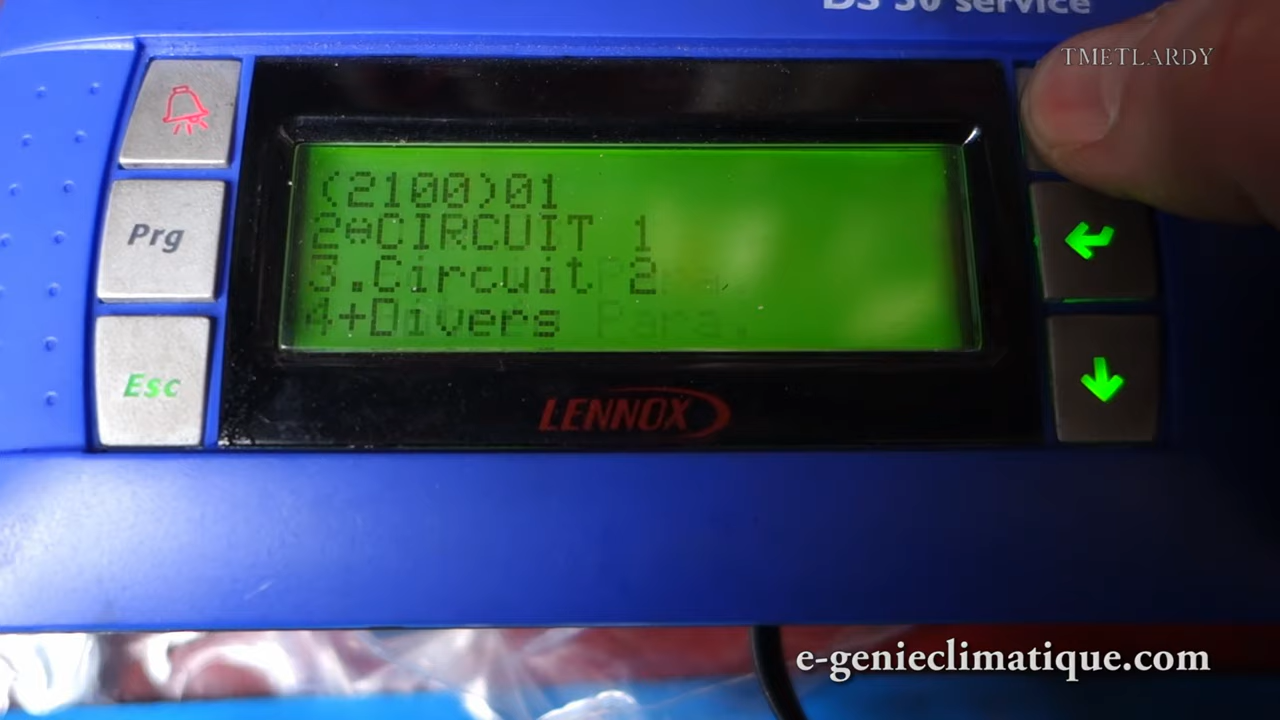 DS 50 service
TMETLARDY
(2100)01
2⊕CIRCUIT 1
3.Circuit 2
4+Divers
Para.
Prg
Esc
LENNOX
e-genieclimatique.com